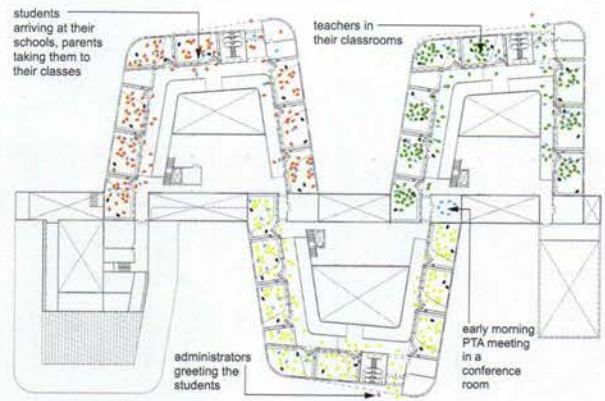 students
arriving at their
schools, parents
taking them to
their classes
teachers in
their classrooms
administrators
greeting the
students
early morning
PTA meeting
in a
conference
room